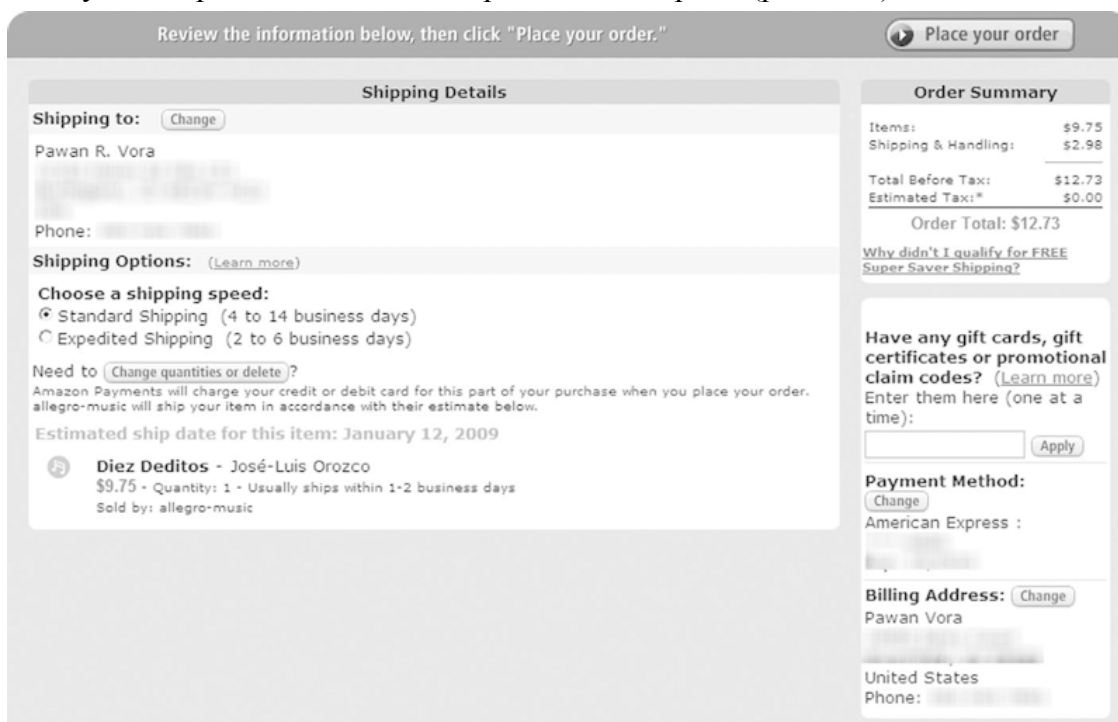 Review the information below, then click "Place your order."
Place your order
Shipping Details
Shipping to: Change
Pawan R. Vora
Phone:
Shipping Options: (Learn more)
Choose a shipping speed:
Standard Shipping (4 to 14 business days)
Expedited Shipping (2 to 6 business days)
Need to Change quantities or delete ?
Amazon Payments will charge your credit or debit card for this part of your purchase when you place your order.
allegro-music will ship your item in accordance with their estimate below.
Estimated ship date for this item: January 12, 2009
Diez Deditos - José-Luis Orozco
$9.75 - Quantity: 1 - Usually ships within 1-2 business days
Sold by: allegro-music
Order Summary
Items: $9.75
Shipping & Handling: $2.98
Total Before Tax: $12.73
Estimated Tax:* $0.00
Order Total: $12.73
Why didn't I qualify for FREE
Super Saver Shipping?
Have any gift cards, gift
certificates or promotional
claim codes? (Learn more)
Enter them here (one at a
time):
Apply
Payment Method:
Change
American Express :
Billing Address: Change
Pawan Vora
United States
Phone: